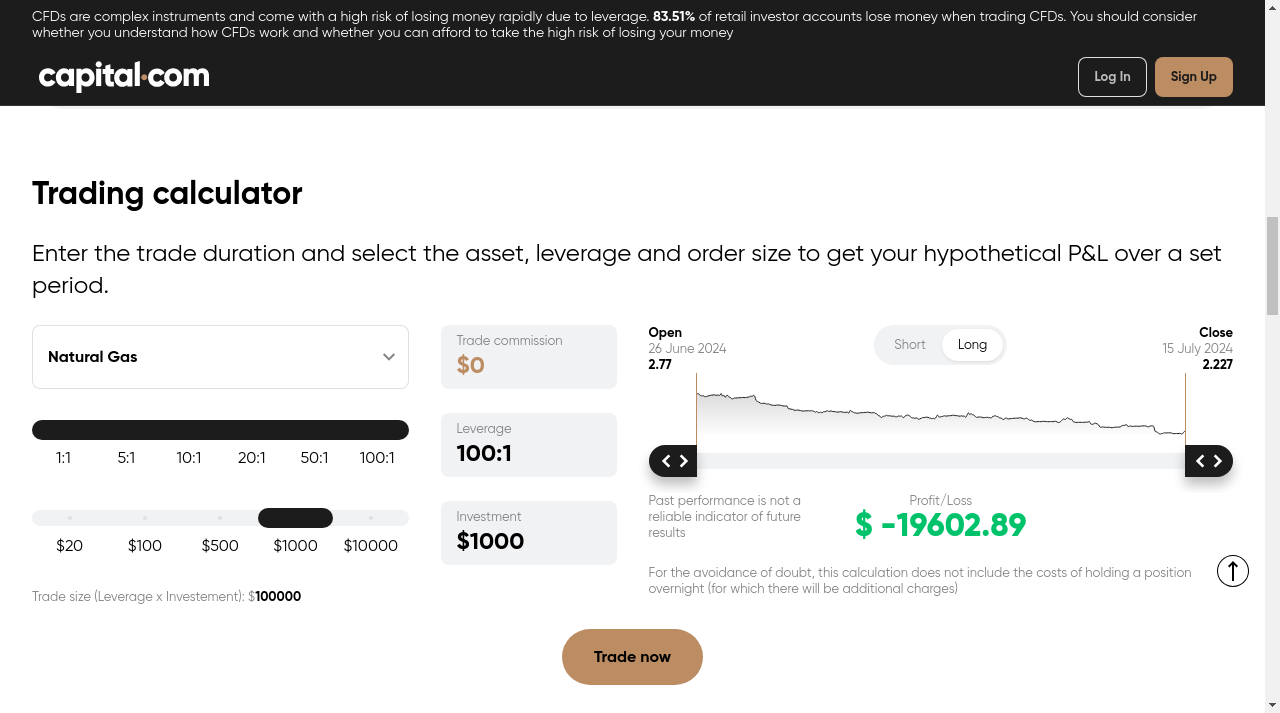 CFDs are complex instruments and come with a high risk of losing money rapidly due to leverage. 83.51% of retail investor accounts lose money when trading CFDs. You should consider
whether you understand how CFDs work and whether you can afford to take the high risk of losing your money
capital.com
Log In
Sign Up
Trading calculator
Enter the trade duration and select the asset, leverage and order size to get your hypothetical P&L over a set
period.
Natural Gas
1:1 5:1 10:1 20:1 50:1 100:1
$20 $100 $500 $1000 $10000
Trade size (Leverage x Investement): $100000
Trade commission
$0
Leverage
100:1
Investment
$1000
Open
26 June 2024
2.77
Short Long
Close
15 July 2024
2.227
Past performance is not a
reliable indicator of future
results
Profit/Loss
$ -19602.89
For the avoidance of doubt, this calculation does not include the costs of holding a position
overnight (for which there will be additional charges)
Trade now